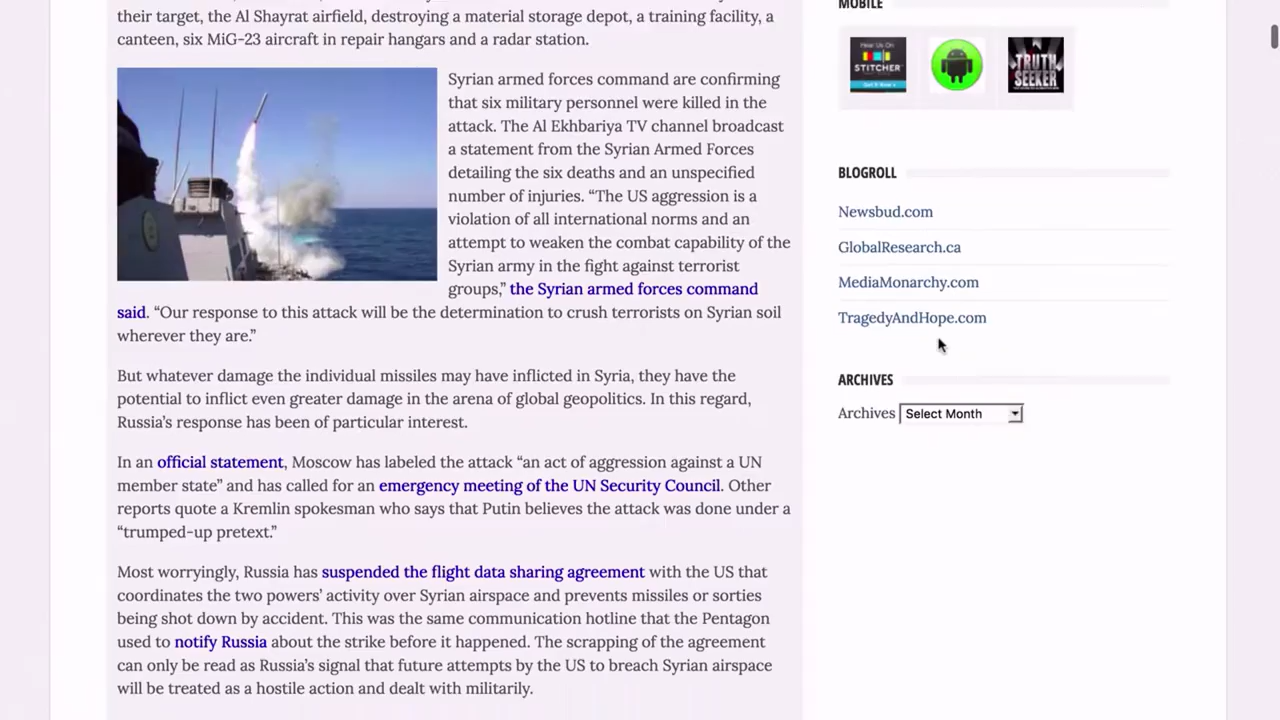 their target, the Al Shayrat airfield, destroying a material storage depot, a training facility, a
canteen, six MiG-23 aircraft in repair hangars and a radar station.
Syrian armed forces command are confirming
that six military personnel were killed in the
attack. The Al Ekhbariya TV channel broadcast
a statement from the Syrian Armed Forces
detailing the six deaths and an unspecified
number of injuries. “The US aggression is a
violation of all international norms and an
attempt to weaken the combat capability of the
Syrian army in the fight against terrorist
groups,” the Syrian armed forces command
said. “Our response to this attack will be the determination to crush terrorists on Syrian soil
wherever they are.”
But whatever damage the individual missiles may have inflicted in Syria, they have the
potential to inflict even greater damage in the arena of global geopolitics. In this regard,
Russia’s response has been of particular interest.
In an official statement, Moscow has labeled the attack “an act of aggression against a UN
member state” and has called for an emergency meeting of the UN Security Council. Other
reports quote a Kremlin spokesman who says that Putin believes the attack was done under a
“trumped-up pretext.”
Most worryingly, Russia has suspended the flight data sharing agreement with the US that
coordinates the two powers’ activity over Syrian airspace and prevents missiles or sorties
being shot down by accident. This was the same communication hotline that the Pentagon
used to notify Russia about the strike before it happened. The scrapping of the agreement
can only be read as Russia’s signal that future attempts by the US to breach Syrian airspace
will be treated as a hostile action and dealt with militarily.
MOBILE
Hear Us On
STITCHER
TRUTH
SEEKER
BLOGROLL
Newsbud.com
GlobalResearch.ca
MediaMonarchy.com
TragedyAndHope.com
ARCHIVES
Archives Select Month